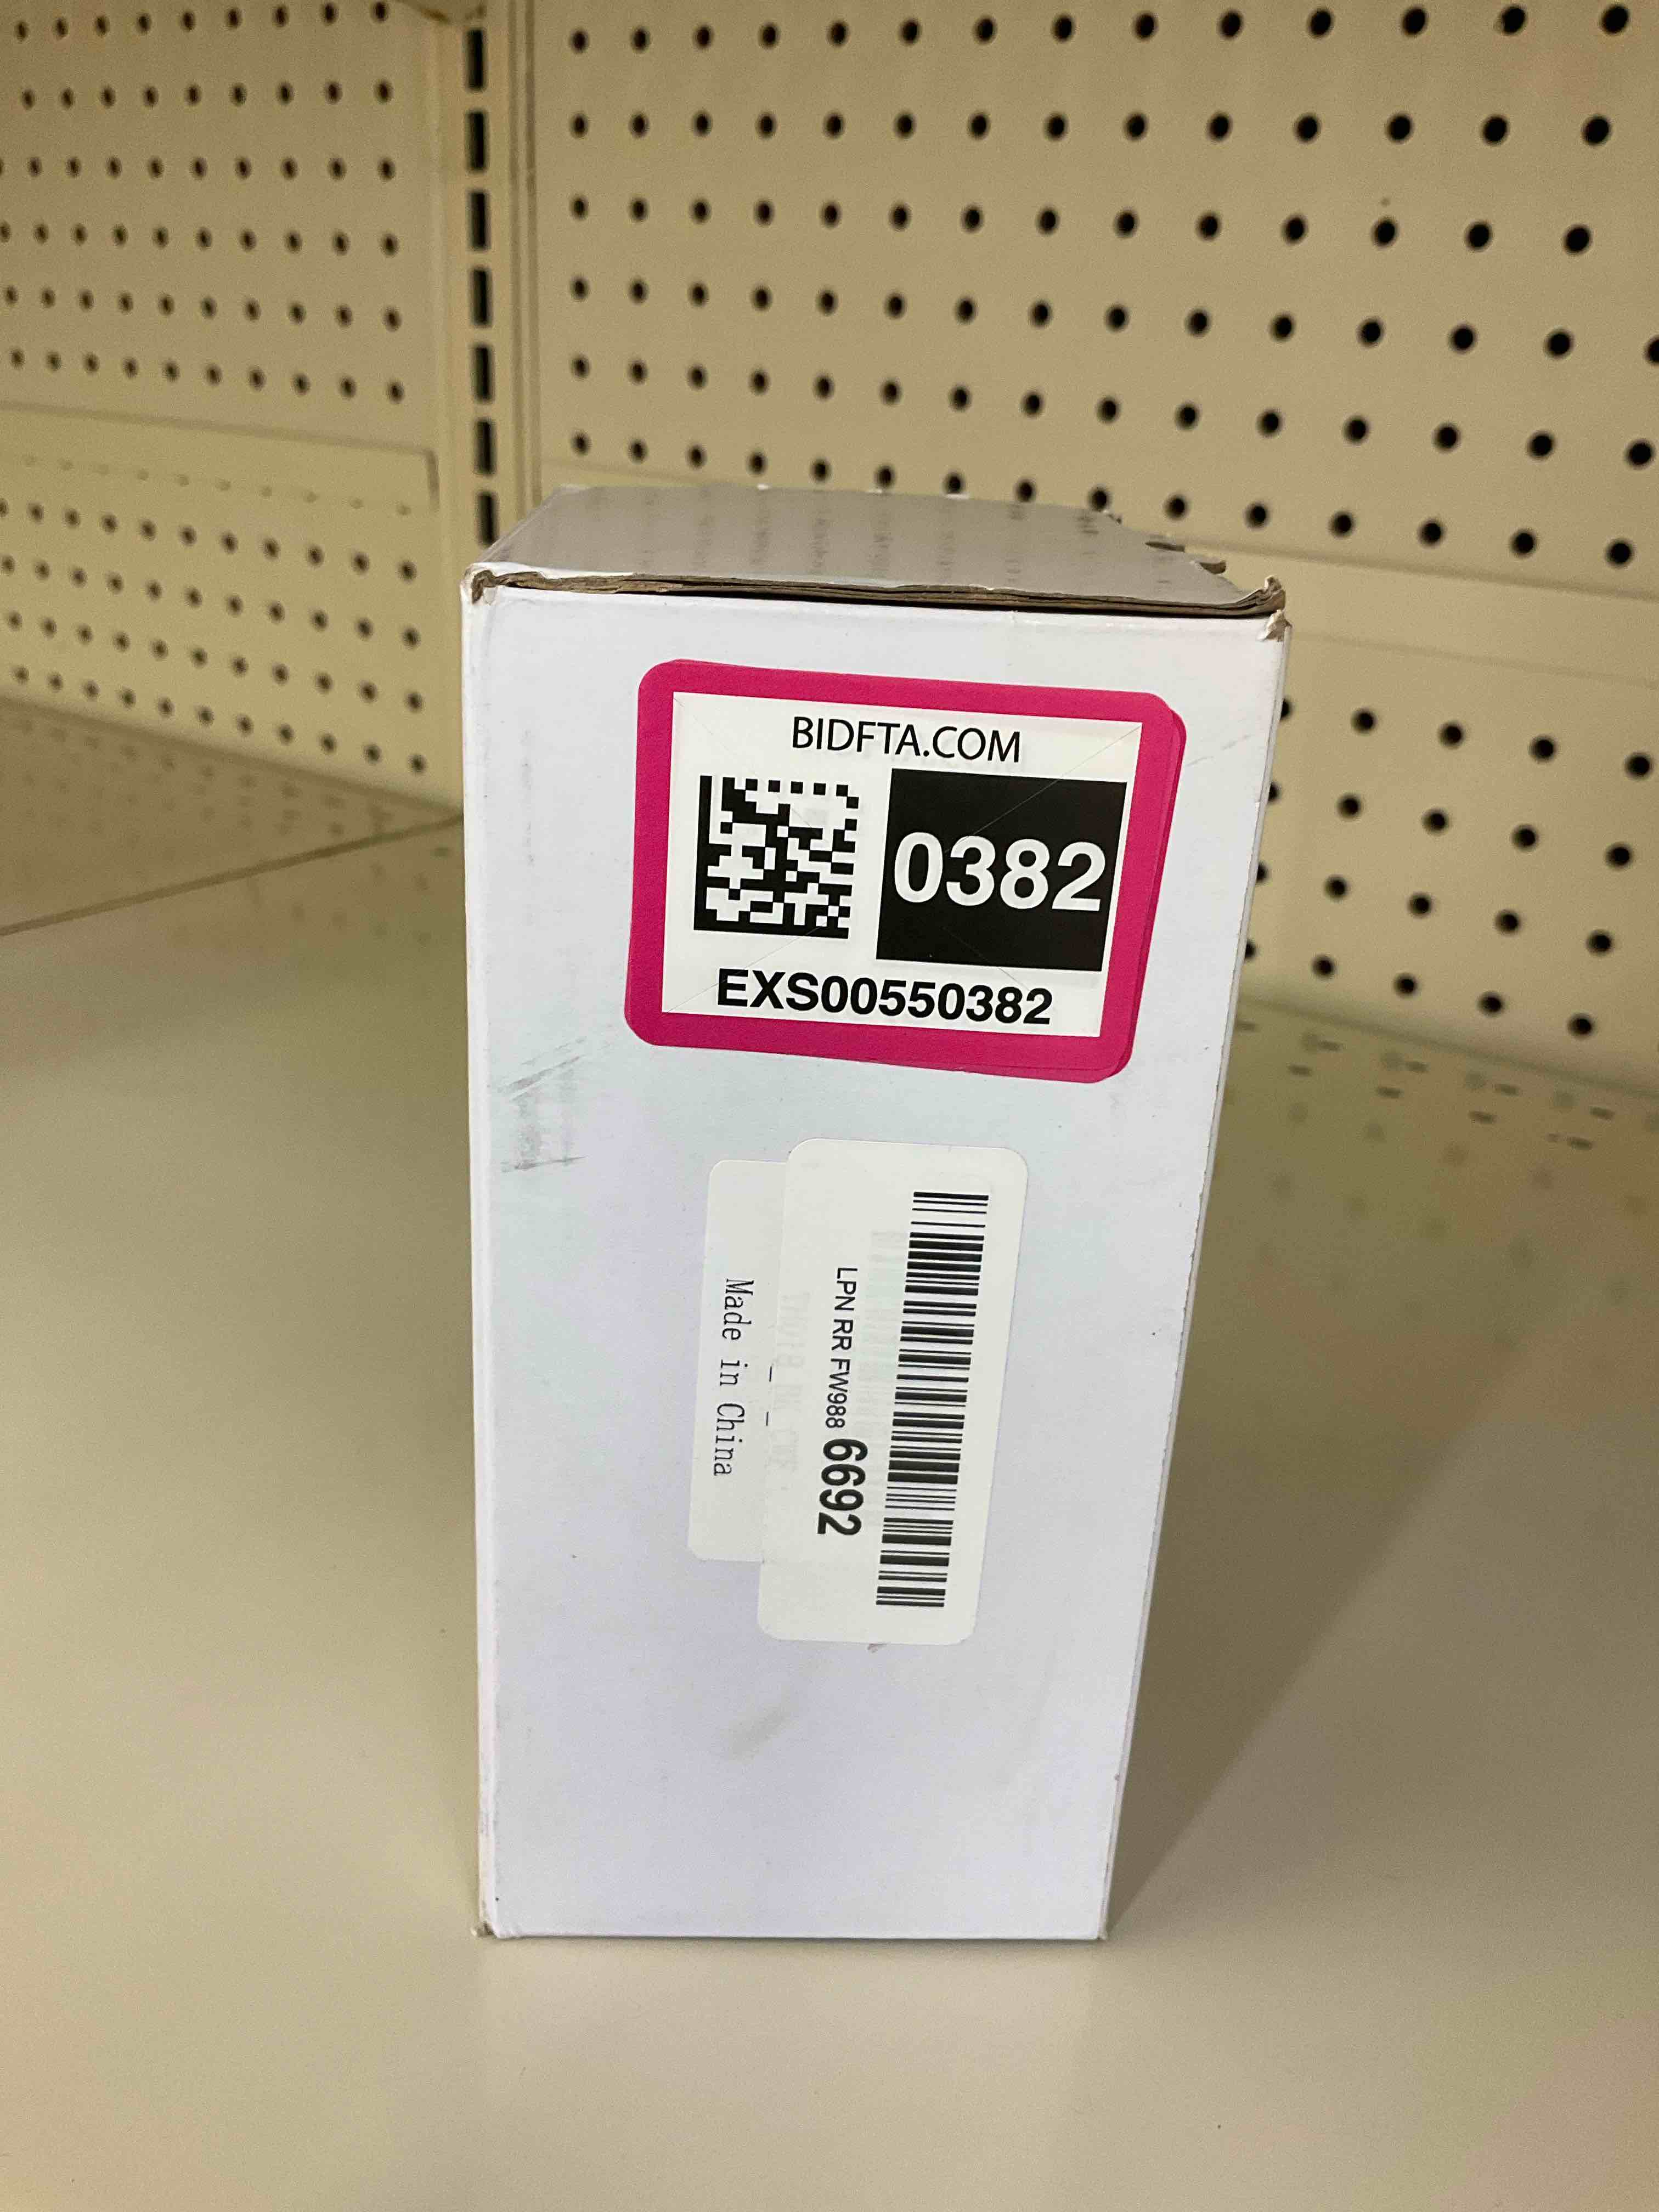 BIDFTA.COM
0382
EXS00550382
LPN RR FW988 6692
Made in China